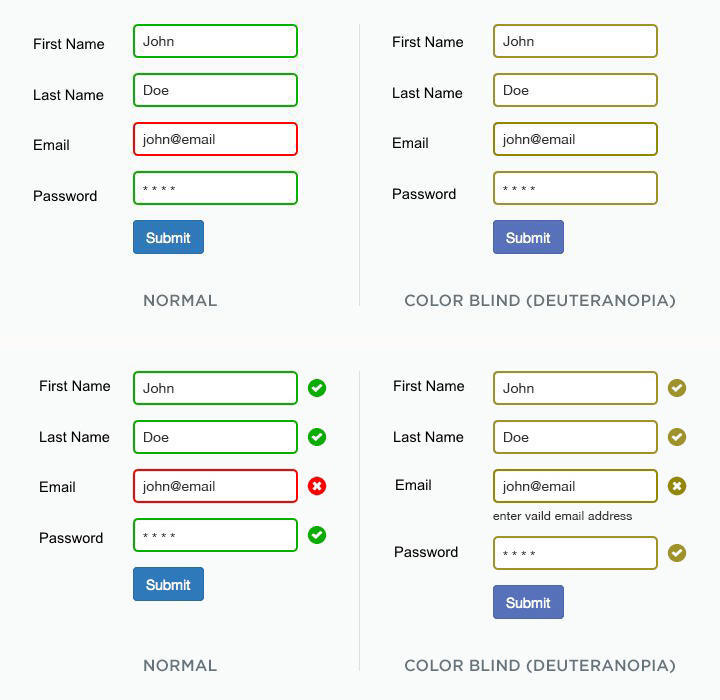 First Name John
Last Name Doe
Email john@email
Password * * * *
Submit
NORMAL
First Name John
Last Name Doe
Email john@email
Password * * * *
Submit
COLOR BLIND (DEUTERANOPIA)
First Name John
Last Name Doe
Email john@email
Password * * * *
Submit
NORMAL
First Name John
Last Name Doe
Email john@email
enter vaild email address
Password * * * *
Submit
COLOR BLIND (DEUTERANOPIA)